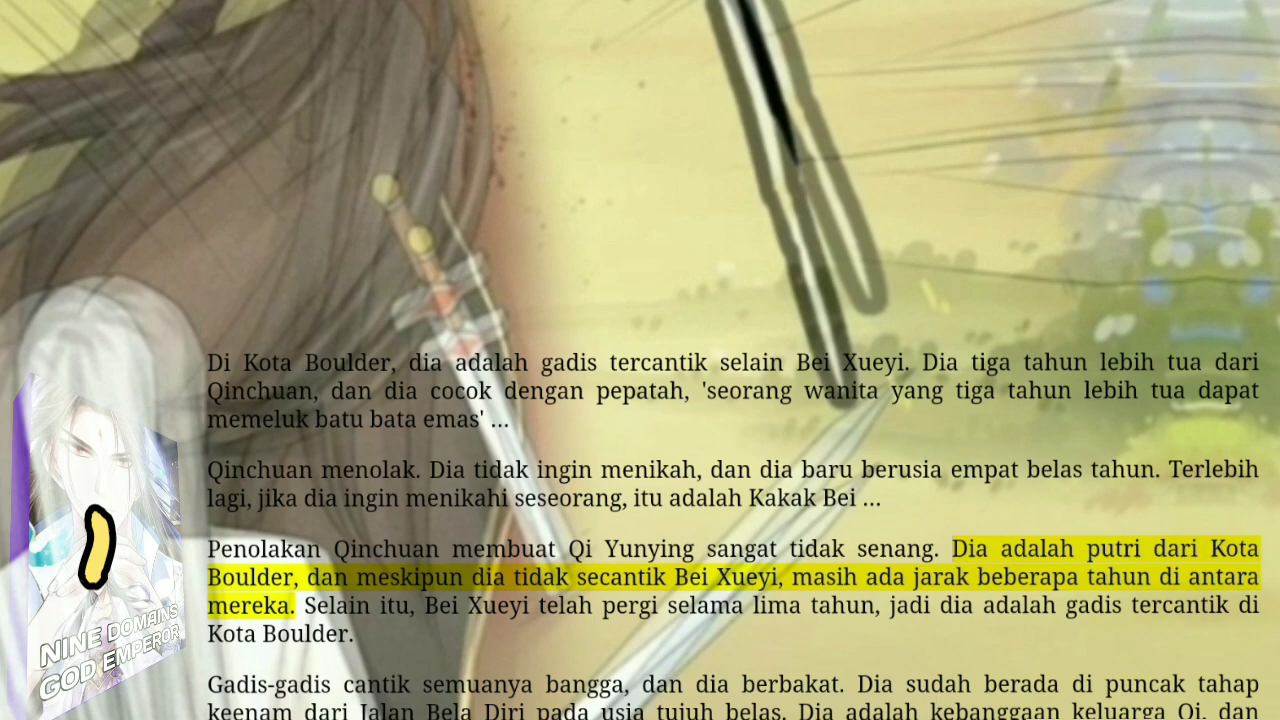 Di Kota Boulder, dia adalah gadis tercantik selain Bei Xueyi. Dia tiga tahun lebih tua dari
Qinchuan, dan dia cocok dengan pepatah, 'seorang wanita yang tiga tahun lebih tua dapat
memeluk batu bata emas' ...
Qinchuan menolak. Dia tidak ingin menikah, dan dia baru berusia empat belas tahun. Terlebih
lagi, jika dia ingin menikahi seseorang, itu adalah Kakak Bei ...
Penolakan Qinchuan membuat Qi Yunying sangat tidak senang. Dia adalah putri dari Kota
Boulder, dan meskipun dia tidak secantik Bei Xueyi, masih ada jarak beberapa tahun di antara
mereka. Selain itu, Bei Xueyi telah pergi selama lima tahun, jadi dia adalah gadis tercantik di
Kota Boulder.
Gadis-gadis cantik semuanya bangga, dan dia berbakat. Dia sudah berada di puncak tahap
keenam dari Jalan Bela Diri pada usia tujuh belas. Dia adalah kebanggaan keluarga Qi, dan
NINE DOMAINS
GOD EMPEROR